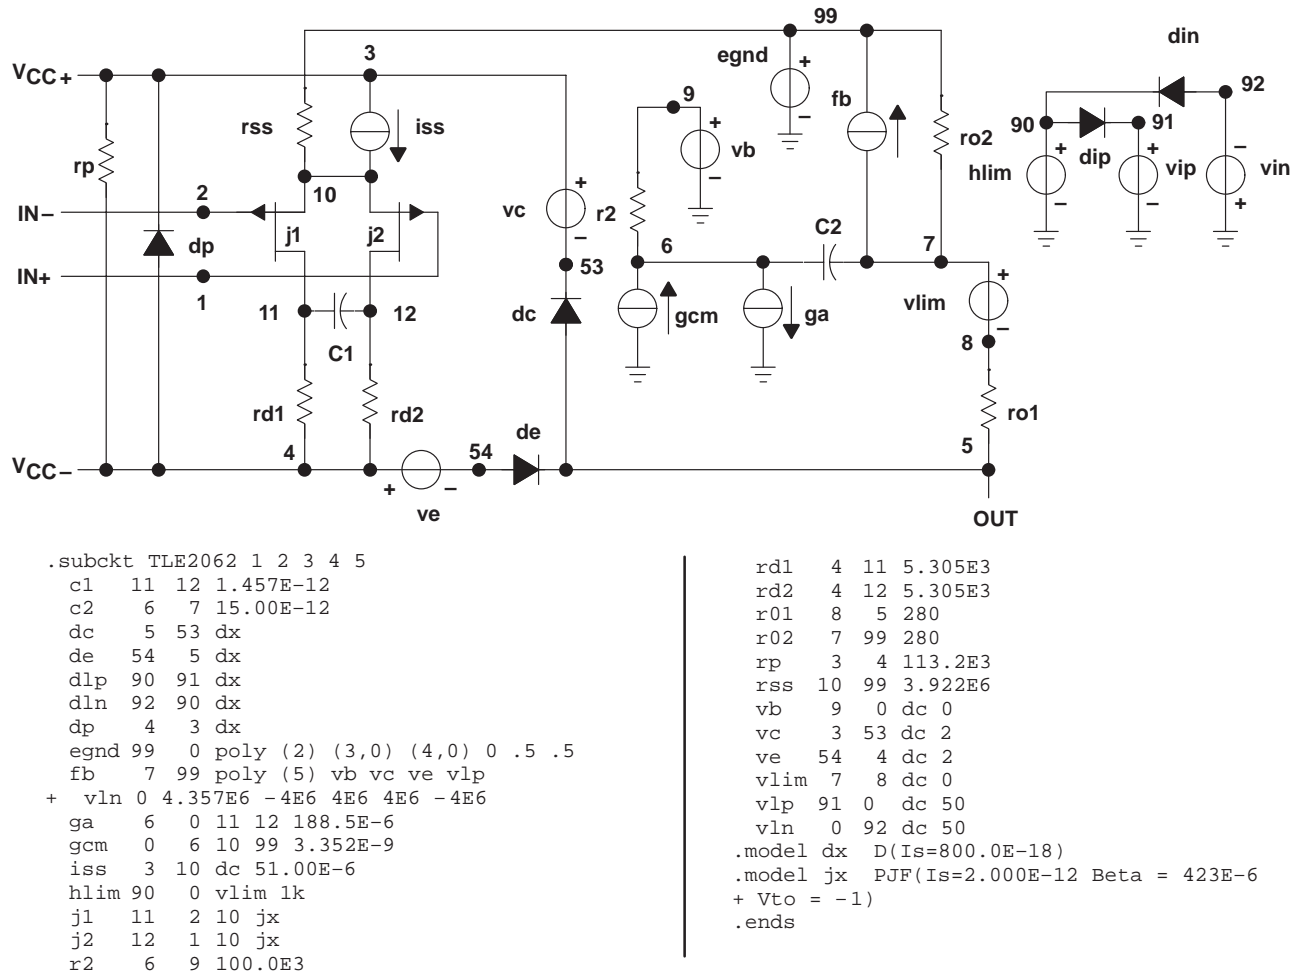 99
din
egnd
+
3
VCC+
92
9
fb
+
rss
iss
–
ro2
90
91
+
vb
rp
–
dip
+
+
–
hlim
vip
vin
10
2
+
–
–
+
IN–
vc
r2
C2
j1
j2
–
6
7
dp
53
IN+
+
1
vlim
11
12
dc
gcm
ga
–
C1
8
rd1
rd2
ro1
de
4
54
5
VCC–
+
–
ve
OUT
.subckt TLE2062 1 2 3 4 5
c1 11 12 1.457E–12
c2 6 7 15.00E–12
dc 5 53 dx
de 54 5 dx
dlp 90 91 dx
dln 92 90 dx
dp 4 3 dx
egnd 99 0 poly (2) (3,0) (4,0) 0 .5 .5
fb 7 99 poly (5) vb vc ve vlp
+ vln 0 4.357E6 –4E6 4E6 4E6 –4E6
ga 6 0 11 12 188.5E–6
gcm 0 6 10 99 3.352E–9
iss 3 10 dc 51.00E–6
hlim 90 0 vlim 1k
j1 11 2 10 jx
j2 12 1 10 jx
r2 6 9 100.0E3
rd1 4 11 5.305E3
rd2 4 12 5.305E3
r01 8 5 280
r02 7 99 280
rp 3 4 113.2E3
rss 10 99 3.922E6
vb 9 0 dc 0
vc 3 53 dc 2
ve 54 4 dc 2
vlim 7 8 dc 0
vlp 91 0 dc 50
vln 0 92 dc 50
.model dx D(Is=800.0E–18)
.model jx PJF(Is=2.000E–12 Beta = 423E–6
+ Vto = –1)
.ends